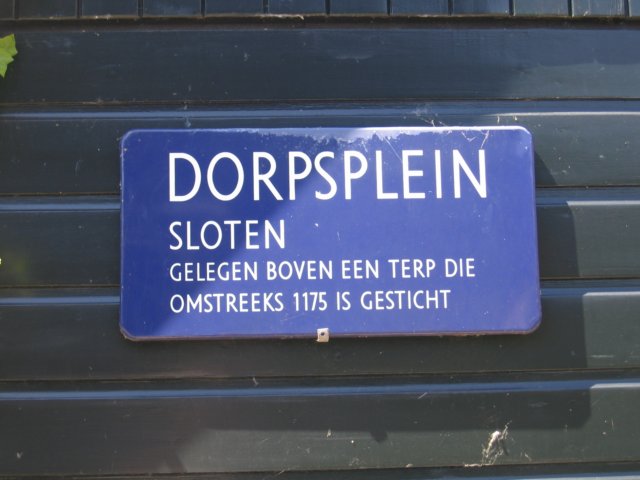 DORPSPLEIN
SLOTEN
GELEGEN BOVEN EEN TERP DIE
OMSTREEKS 1175 IS GESTICHT